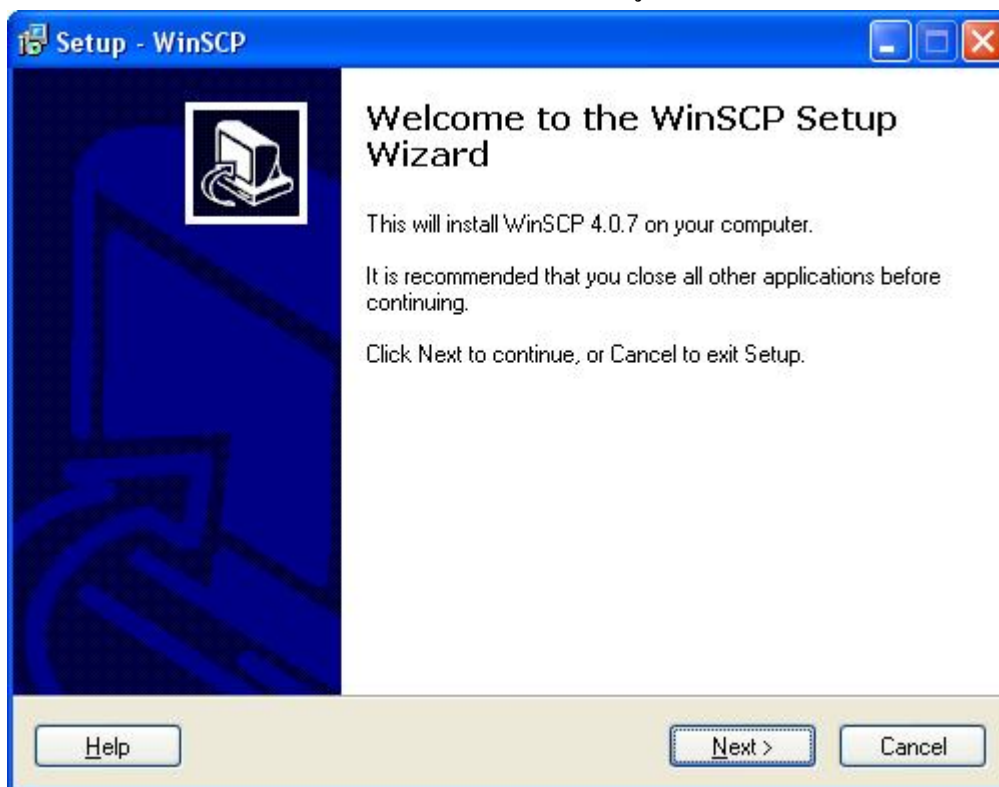 Setup - WinSCP
Welcome to the WinSCP Setup
Wizard
This will install WinSCP 4.0.7 on your computer.
It is recommended that you close all other applications before
continuing.
Click Next to continue, or Cancel to exit Setup.
Help
Next >
Cancel